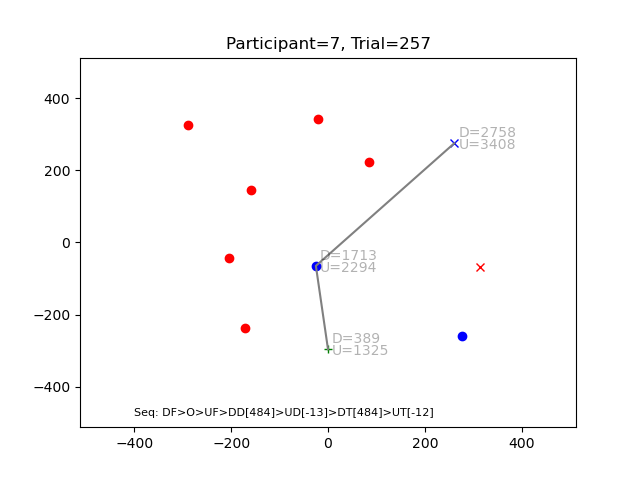 Participant=7, Trial=257
400
200
0
−200
−400
D=2758
U=3408
D=1713
U=2294
D=389
U=1325
Seq: DF>O>UF>DD[484]>UD[-13]>DT[484]>UT[-12]
−400
−200
0
200
400